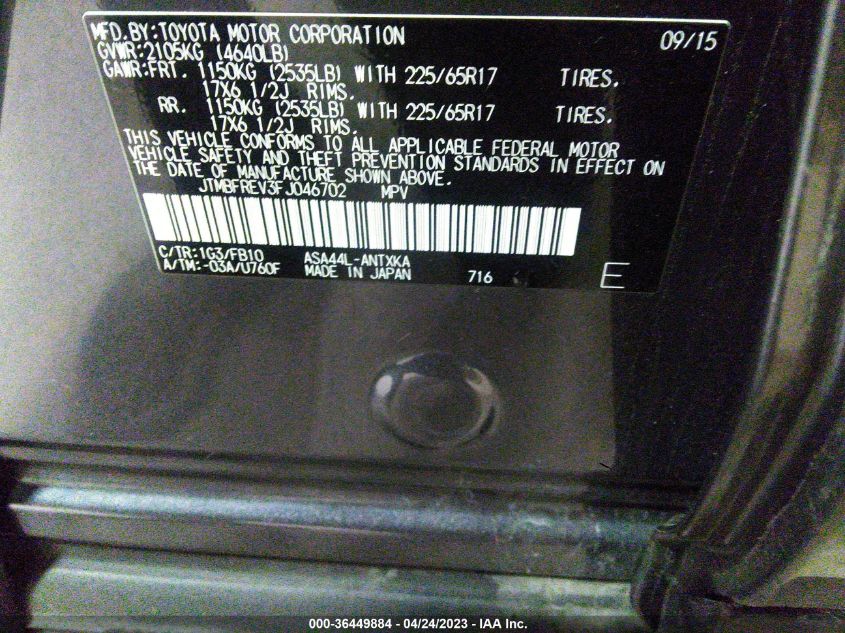 MFD.BY:TOYOTA MOTOR CORPORATION 09/15
GVWR:2105KG (4640LB)
GAWR:FRT. 1150KG (2535LB) WITH 225/65R17 TIRES.
17X6 1/2J RIMS.
RR. 1150KG (2535LB) WITH 225/65R17 TIRES.
17X6 1/2J RIMS.
THIS VEHICLE CONFORMS TO ALL APPLICABLE FEDERAL MOTOR
VEHICLE SAFETY AND THEFT PREVENTION STANDARDS IN EFFECT ON
THE DATE OF MANUFACTURE SHOWN ABOVE.
JTMBFREV3FJ046702 MPV
C/TR:1G3/FB10 ASA44L-ANTXKA
A/TM:-03A/U760F MADE IN JAPAN 716 E
000-36449884 - 04/24/2023 - IAA Inc.